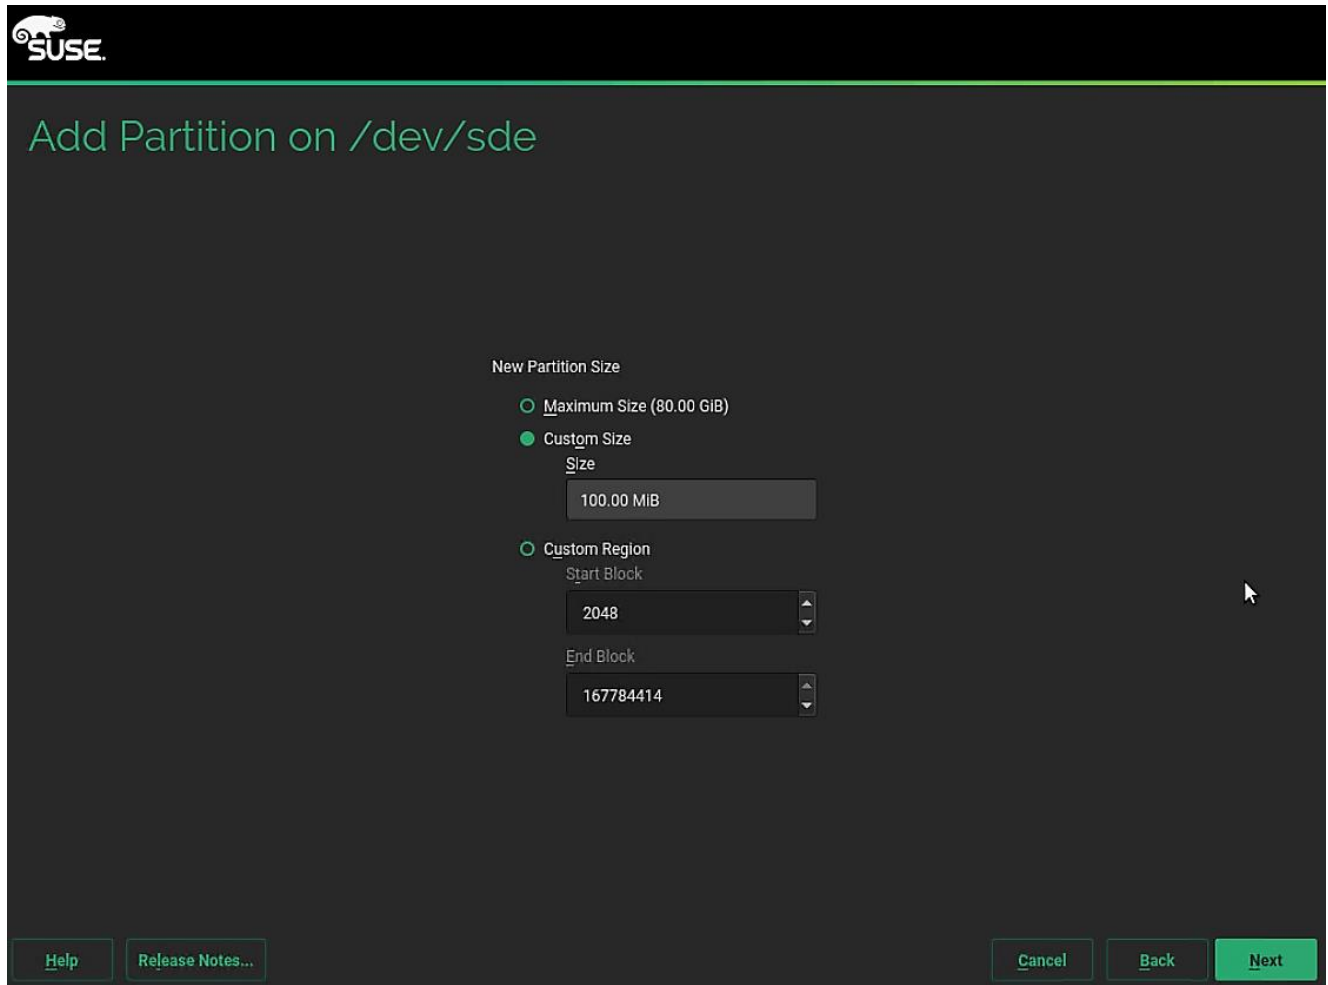 SUSE.
Add Partition on /dev/sde
New Partition Size
Maximum Size (80.00 GiB)
Custom Size
Size
100.00 MiB
Custom Region
Start Block
2048
End Block
167784414
Help Release Notes... Cancel Back Next